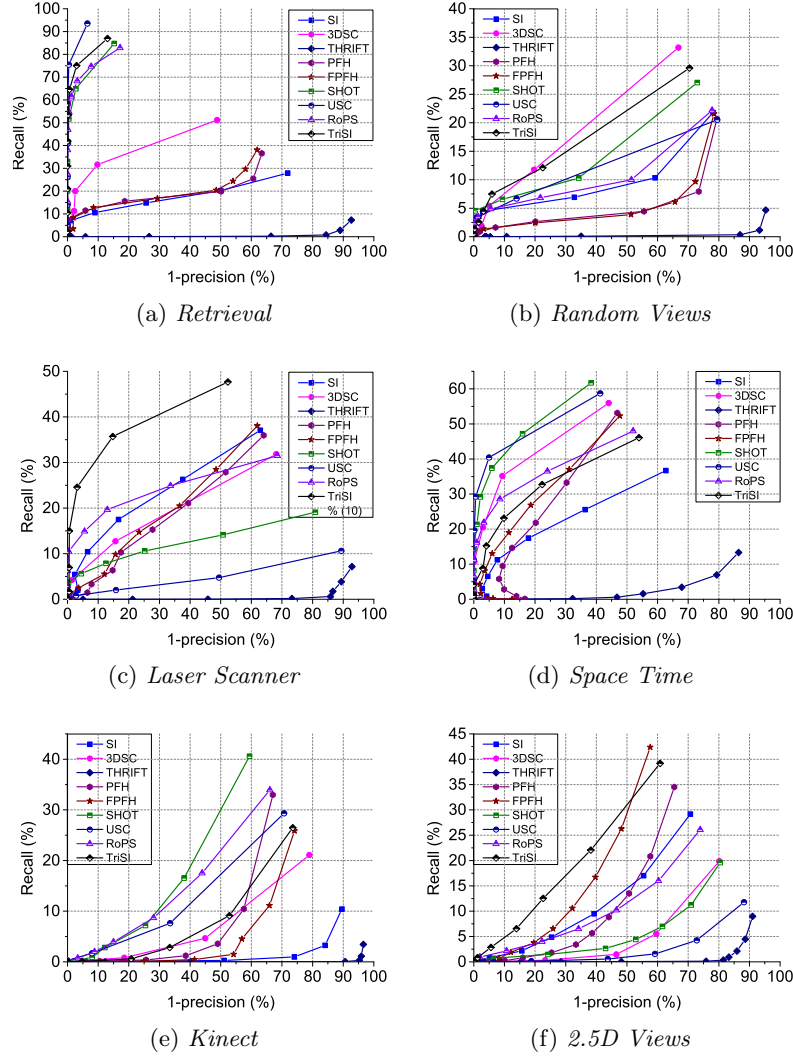 100
90
80
70
60
50
40
30
20
10
0
Recall (%)
SI
3DSC
THRIFT
PFH
FPFH
SHOT
USC
RoPS
TriSI
0 10 20 30 40 50 60 70 80 90 100
1-precision (%)
(a) Retrieval
40
35
30
25
20
15
10
5
0
Recall (%)
SI
3DSC
THRIFT
PFH
FPFH
SHOT
USC
RoPS
TriSI
0 10 20 30 40 50 60 70 80 90 100
1-precision (%)
(b) Random Views
50
40
30
20
10
0
Recall (%)
SI
3DSC
THRIFT
PFH
FPFH
SHOT
USC
RoPS
TriSI
% (10)
0 10 20 30 40 50 60 70 80 90 100
1-precision (%)
(c) Laser Scanner
60
50
40
30
20
10
0
Recall (%)
SI
3DSC
THRIFT
PFH
FPFH
SHOT
USC
RoPS
TriSI
0 10 20 30 40 50 60 70 80 90 100
1-precision (%)
(d) Space Time
40
30
20
10
0
Recall (%)
SI
3DSC
THRIFT
PFH
FPFH
SHOT
USC
RoPS
TriSI
0 10 20 30 40 50 60 70 80 90 100
1-precision (%)
(e) Kinect
45
40
35
30
25
20
15
10
5
0
Recall (%)
SI
3DSC
THRIFT
PFH
FPFH
SHOT
USC
RoPS
TriSI
0 10 20 30 40 50 60 70 80 90 100
1-precision (%)
(f) 2.5D Views